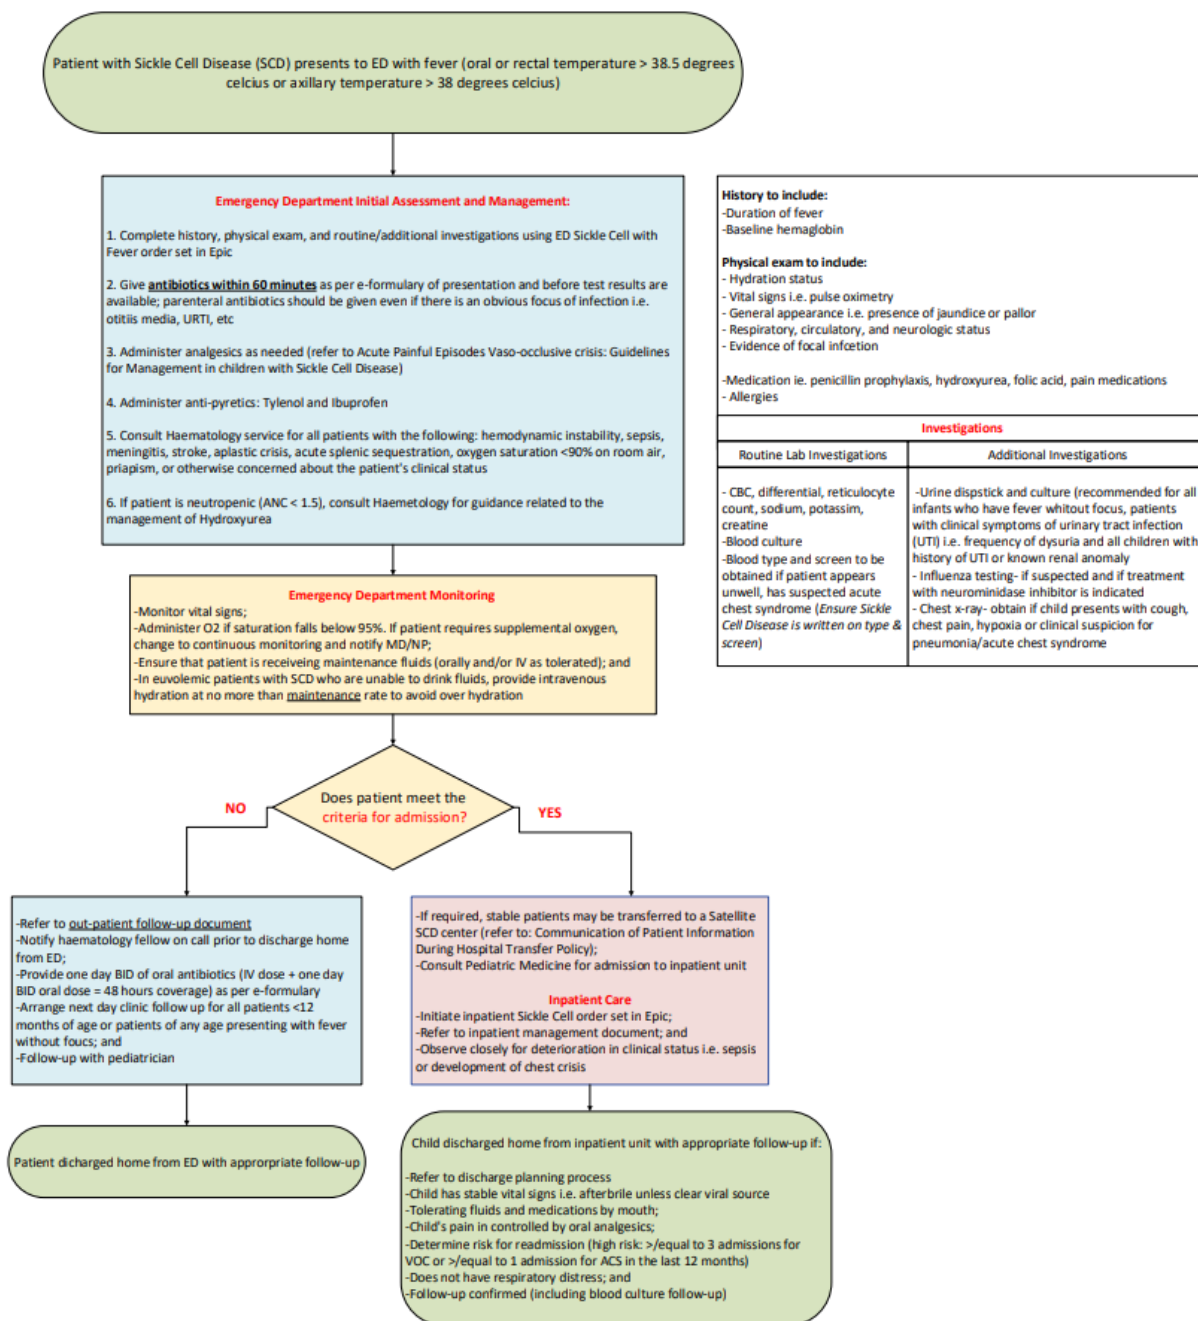 Patient with Sickle Cell Disease (SCD) presents to ED with fever (oral or rectal temperature > 38.5 degrees
celcius or axillary temperature > 38 degrees celcius)
Emergency Department Initial Assessment and Management:
1. Complete history, physical exam, and routine/additional investigations using ED Sickle Cell with
Fever order set in Epic
2. Give antibiotics within 60 minutes as per e-formulary of presentation and before test results are
available; parenteral antibiotics should be given even if there is an obvious focus of infection i.e.
otitiis media, URTI, etc
3. Administer analgesics as needed (refer to Acute Painful Episodes Vaso-occlusive crisis: Guidelines
for Management in children with Sickle Cell Disease)
4. Administer anti-pyretics: Tylenol and Ibuprofen
5. Consult Haematology service for all patients with the following: hemodynamic instability, sepsis,
meningitis, stroke, aplastic crisis, acute splenic sequestration, oxygen saturation <90% on room air,
priapism, or otherwise concerned about the patient's clinical status
6. If patient is neutropenic (ANC < 1.5), consult Haemetology for guidance related to the
management of Hydroxyurea
History to include:
-Duration of fever
-Baseline hemaglobin
Physical exam to include:
- Hydration status
- Vital signs i.e. pulse oximetry
- General appearance i.e. presence of jaundice or pallor
- Respiratory, circulatory, and neurologic status
- Evidence of focal infcetion
-Medication ie. penicillin prophylaxis, hydroxyurea, folic acid, pain medications
- Allergies
Investigations
Routine Lab Investigations
- CBC, differential, reticulocyte
count, sodium, potassim,
creatine
-Blood culture
-Blood type and screen to be
obtained if patient appears
unwell, has suspected acute
chest syndrome (Ensure Sickle
Cell Disease is written on type &
screen)
Additional Investigations
-Urine dispstick and culture (recommended for all
infants who have fever whitout focus, patients
with clinical symptoms of urinary tract infection
(UTI) i.e. frequency of dysuria and all children with
history of UTI or known renal anomaly
- Influenza testing- if suspected and if treatment
with neurominidase inhibitor is indicated
- Chest x-ray- obtain if child presents with cough,
chest pain, hypoxia or clinical suspicion for
pneumonia/acute chest syndrome
Emergency Department Monitoring
-Monitor vital signs;
-Administer O2 if saturation falls below 95%. If patient requires supplemental oxygen,
change to continuous monitoring and notify MD/NP;
-Ensure that patient is receiveing maintenance fluids (orally and/or IV as tolerated); and
-In euvolemic patients with SCD who are unable to drink fluids, provide intravenous
hydration at no more than maintenance rate to avoid over hydration
Does patient meet the
criteria for admission?
NO
YES
-Refer to out-patient follow-up document
-Notify haematology fellow on call prior to discharge home
from ED;
-Provide one day BID of oral antibiotics (IV dose + one day
BID oral dose = 48 hours coverage) as per e-formulary
-Arrange next day clinic follow up for all patients <12
months of age or patients of any age presenting with fever
without foucs; and
-Follow-up with pediatrician
-If required, stable patients may be transferred to a Satellite
SCD center (refer to: Communication of Patient Information
During Hospital Transfer Policy);
-Consult Pediatric Medicine for admission to inpatient unit
Inpatient Care
-Initiate inpatient Sickle Cell order set in Epic;
-Refer to inpatient management document; and
-Observe closely for deterioration in clinical status i.e. sepsis
or development of chest crisis
Patient dicharged home from ED with approrpriate follow-up
Child discharged home from inpatient unit with appropriate follow-up if:
-Refer to discharge planning process
-Child has stable vital signs i.e. afterbrile unless clear viral source
-Tolerating fluids and medications by mouth;
-Child's pain in controlled by oral analgesics;
-Determine risk for readmission (high risk: >/equal to 3 admissions for
VOC or >/equal to 1 admission for ACS in the last 12 months)
-Does not have respiratory distress; and
-Follow-up confirmed (including blood culture follow-up)